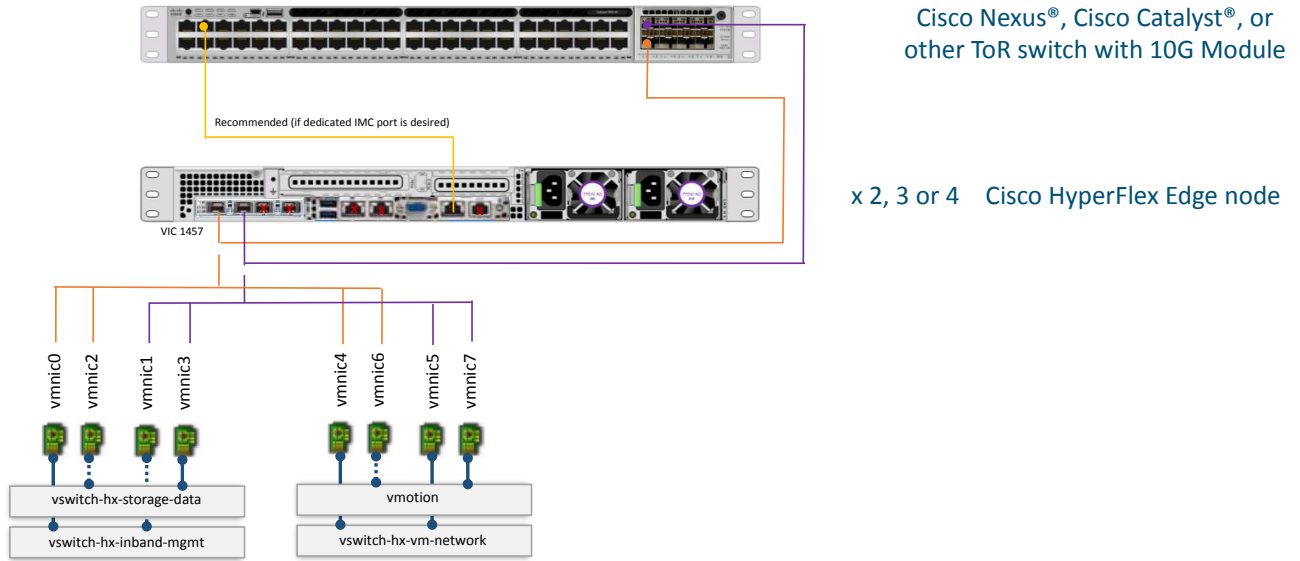 Cisco Nexus®, Cisco Catalyst®, or
other ToR switch with 10G Module
Recommended (if dedicated IMC port is desired)
x 2, 3 or 4 Cisco HyperFlex Edge node
VIC 1457
vmnic0
vmnic2
vmnic1
vmnic3
vmnic4
vmnic6
vmnic5
vmnic7
vswitch-hx-storage-data
vmotion
vswitch-hx-inband-mgmt
vswitch-hx-vm-network